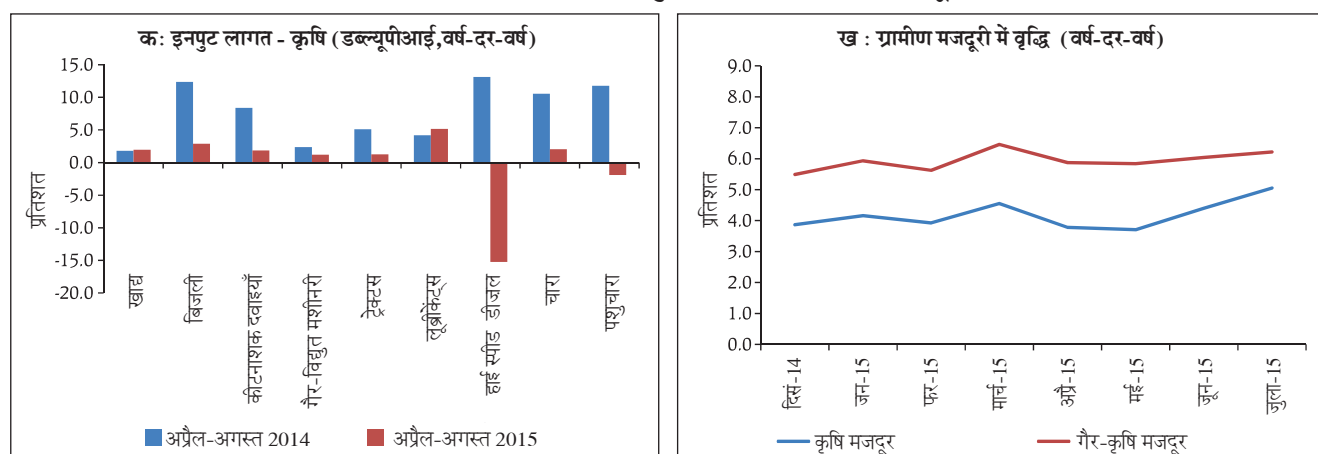 क: इनपुट लागत - कृषि (डब्ल्यूपीआई,वर्ष-दर-वर्ष)
प्रतिशत
15.0
10.0
5.0
0.0
-5.0
-10.0
-15.0
-20.0
खाद्य
बिजली
कीटनाशक दवाइयाँ
गैर-विद्युत मशीनरी
ट्रेक्टस
लूब्रीकेंट्स
हाई स्पीड डीजल
चारा
पशुचारा
अप्रैल-अगस्त 2014
अप्रैल-अगस्त 2015
ख : ग्रामीण मजदूरी में वृद्धि (वर्ष-दर-वर्ष)
प्रतिशत
9.0
8.0
7.0
6.0
5.0
4.0
3.0
2.0
1.0
0.0
दिसं-14
जन-15
फर-15
मार्च-15
अप्रै-15
मई-15
जून-15
जुला-15
कृषि मजदूर
गैर-कृषि मजदूर